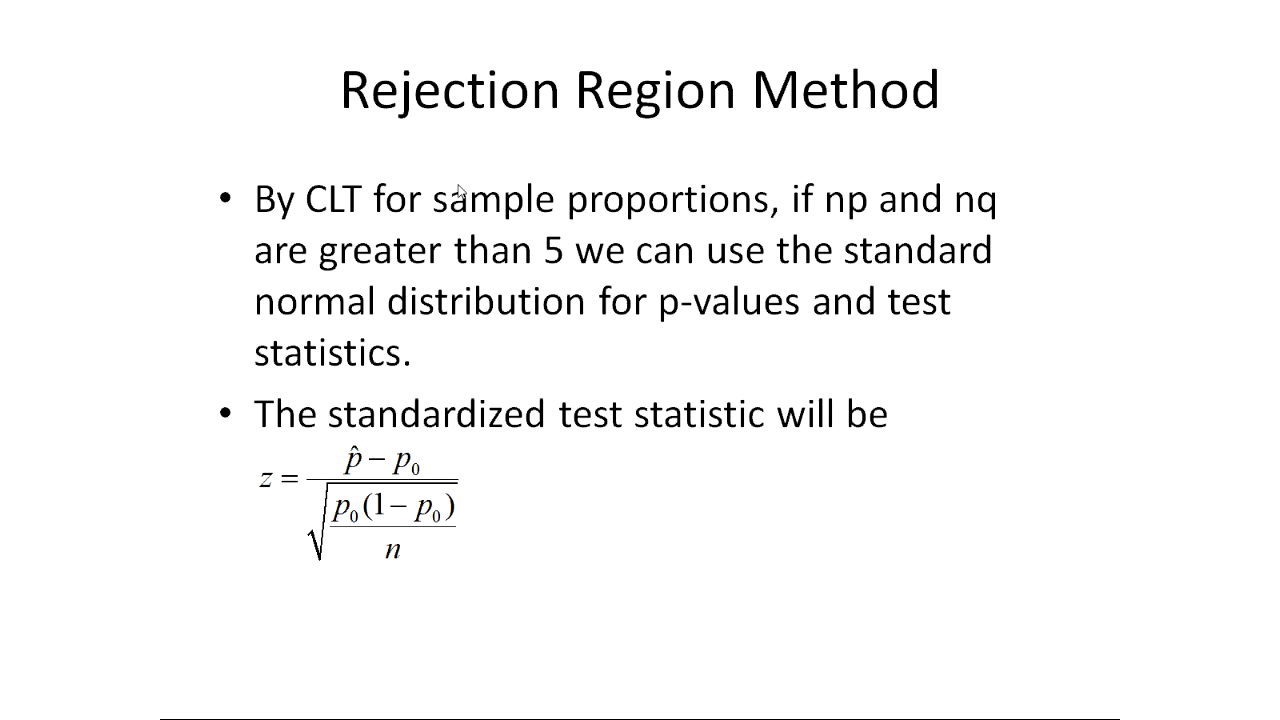 Rejection Region Method
• By CLT for sample proportions, if np and nq
are greater than 5 we can use the standard
normal distribution for p-values and test
statistics.
• The standardized test statistic will be
z = (p̂ − p₀) / √(p₀(1 − p₀) / n)